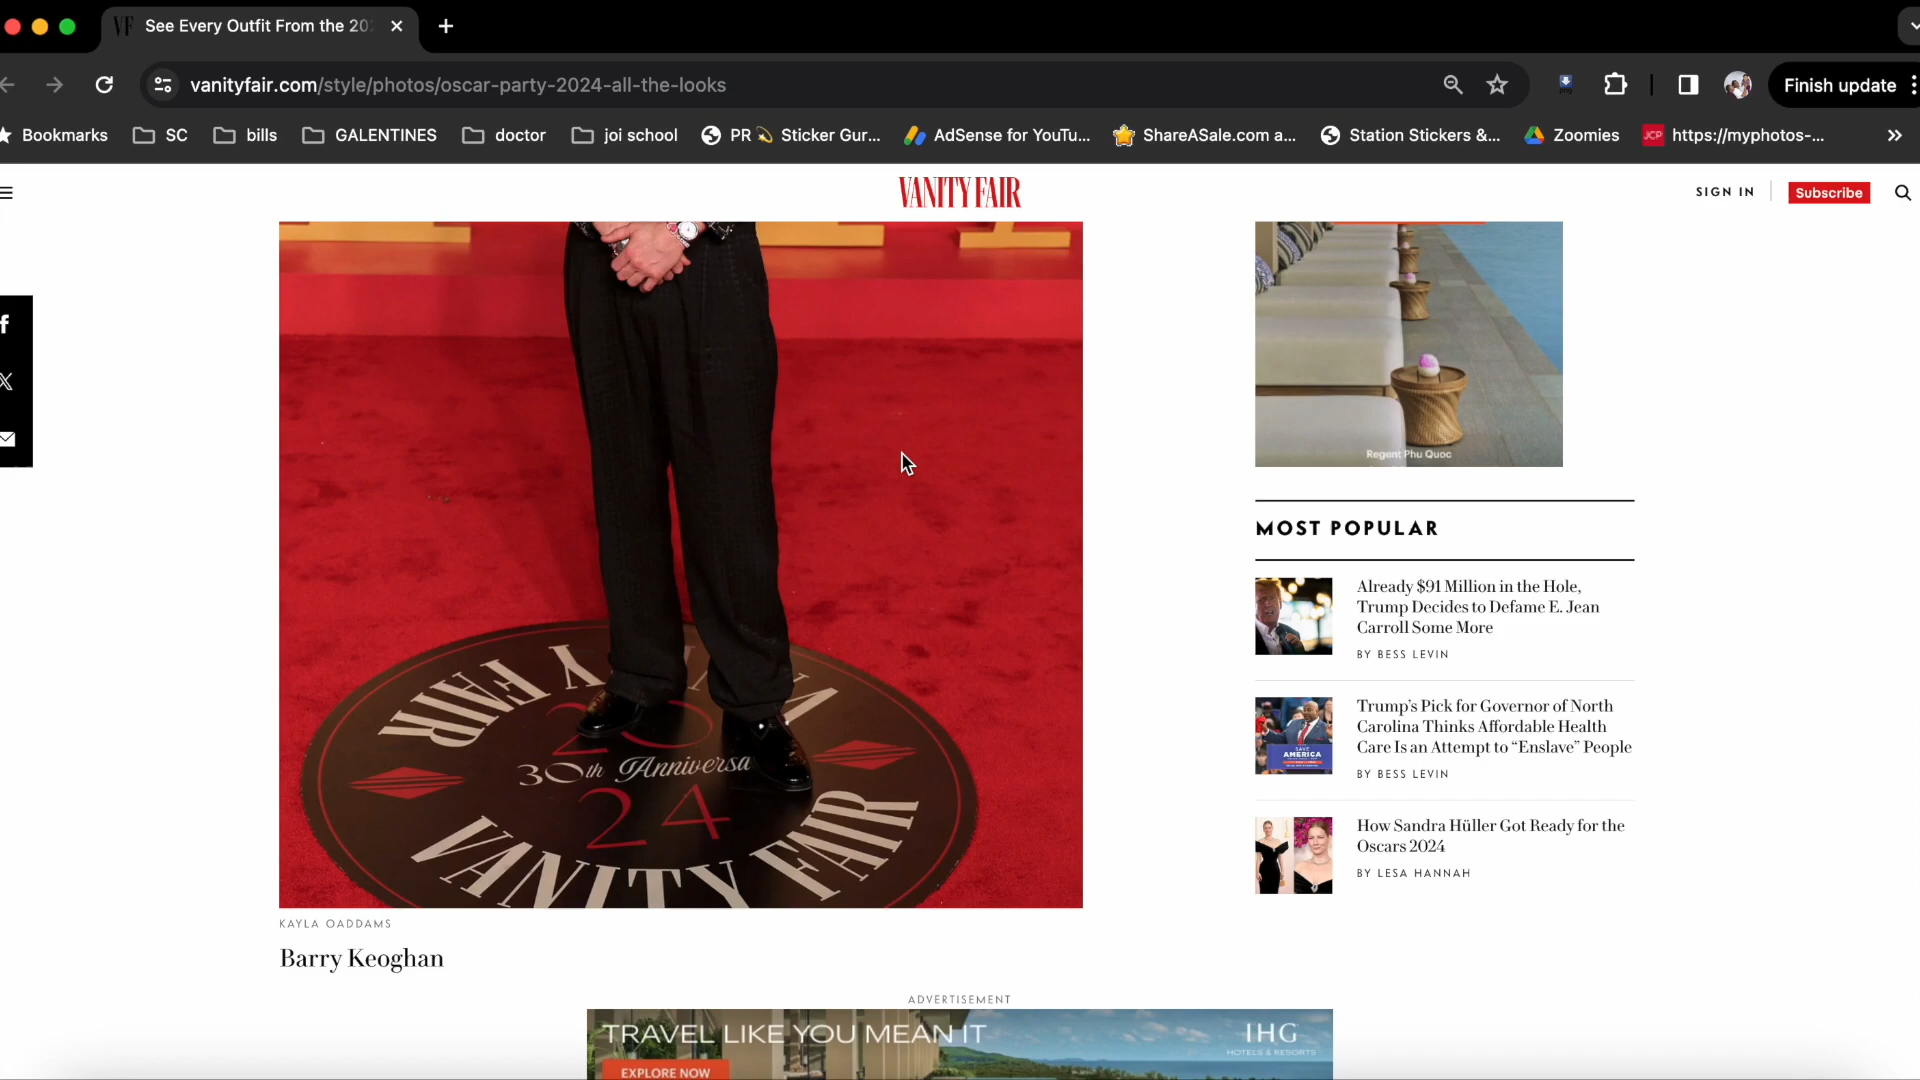 See Every Outfit From the 20
vanityfair.com/style/photos/oscar-party-2024-all-the-looks
Finish update
Bookmarks
SC
bills
GALENTINES
doctor
joi school
PR 💫 Sticker Gur...
AdSense for YouTu...
ShareASale.com a...
Station Stickers &...
Zoomies
JCP
https://myphotos-...
VANITY FAIR
SIGN IN
Subscribe
Regent Phu Quoc
MOST POPULAR
Already $91 Million in the Hole,
Trump Decides to Defame E. Jean
Carroll Some More
BY BESS LEVIN
SAVE
AMERICA
Trump's Pick for Governor of North
Carolina Thinks Affordable Health
Care Is an Attempt to “Enslave” People
BY BESS LEVIN
How Sandra Hüller Got Ready for the
Oscars 2024
BY LESA HANNAH
VANITY FAIR
20
30th Anniversa
24
VANITY FAIR
KAYLA OADDAMS
Barry Keoghan
ADVERTISEMENT
TRAVEL LIKE YOU MEAN IT
EXPLORE NOW
IHG
HOTELS & RESORTS